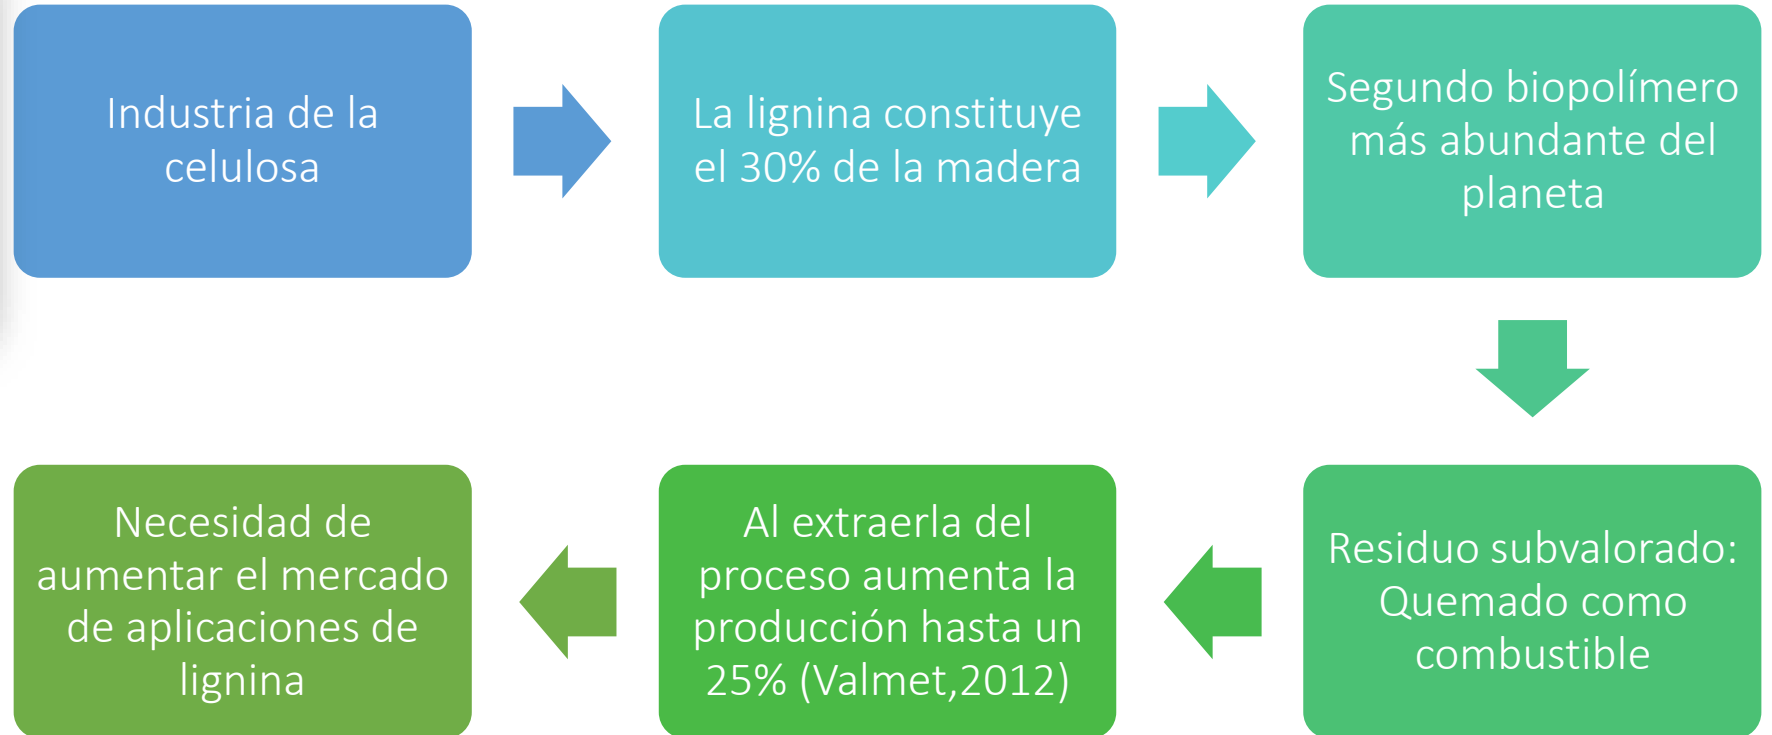 Industria de la
celulosa
La lignina constituye
el 30% de la madera
Segundo biopolímero
más abundante del
planeta
Residuo subvalorado:
Quemado como
combustible
Al extraerla del
proceso aumenta la
producción hasta un
25% (Valmet,2012)
Necesidad de
aumentar el mercado
de aplicaciones de
lignina